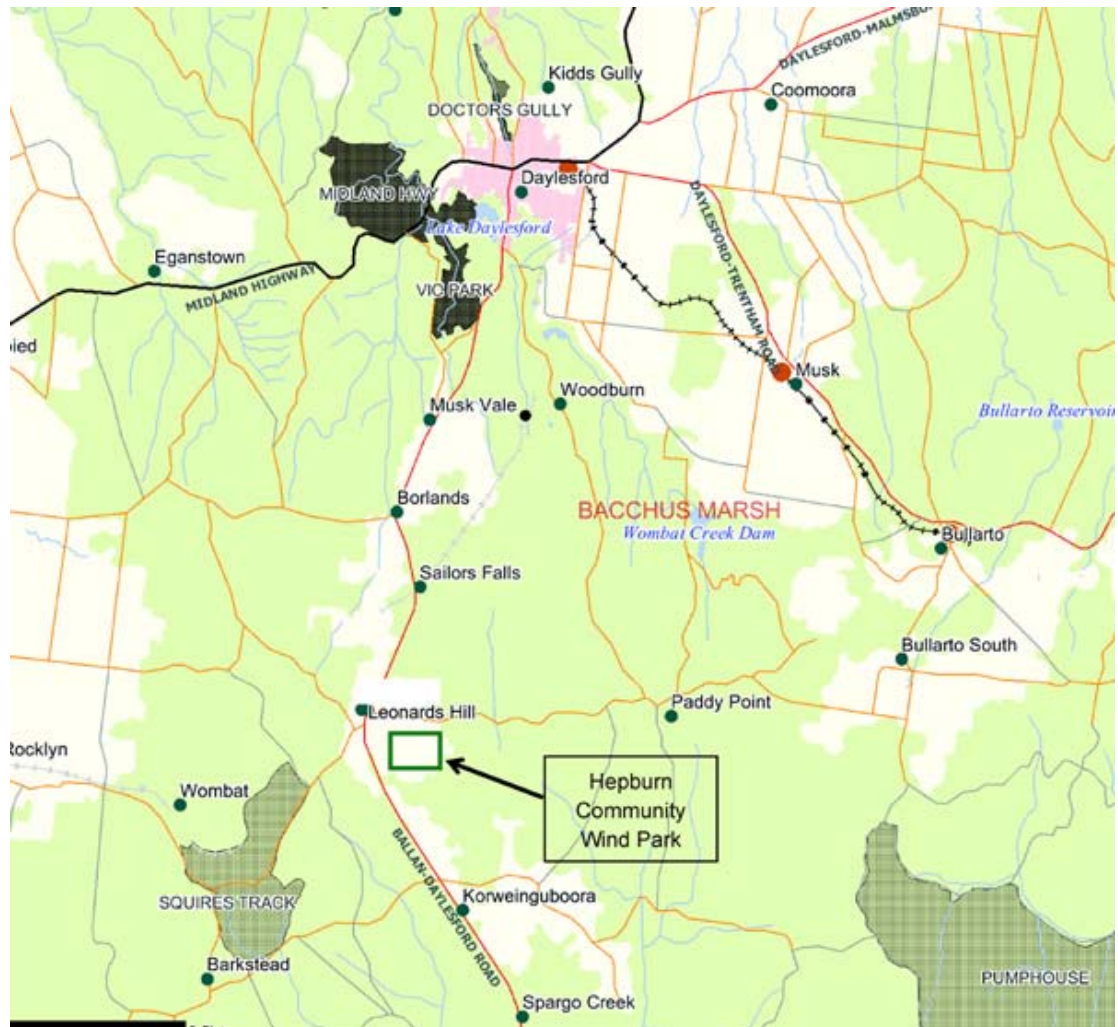 DAYLESFORD-MALMSBU
Kidds Gully
Coomoora
DOCTORS GULLY
MIDLAND HWY
Daylesford
Lake Daylesford
DAYLESFORD-TRENTHAM ROAD
Eganstown
MIDLAND HIGHWAY
VIC PARK
pied
Musk
Woodburn
Musk Vale
Bullarto Reservoir
Borlands
BACCHUS MARSH
Wombat Creek Dam
Bullarto
Sailors Falls
Bullarto South
Paddy Point
Leonards Hill
Rocklyn
Hepburn
Community
Wind Park
Wombat
BALLAN-DAYLESFORD ROAD
Korweinguboora
SQUIRES TRACK
Barkstead
PUMPHOUSE
Spargo Creek